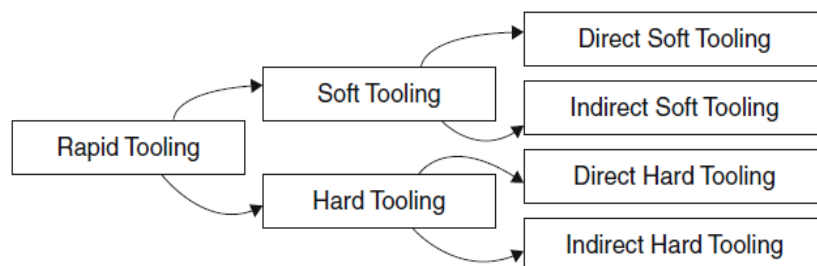 Direct Soft Tooling
Soft Tooling
Indirect Soft Tooling
Rapid Tooling
Direct Hard Tooling
Hard Tooling
Indirect Hard Tooling